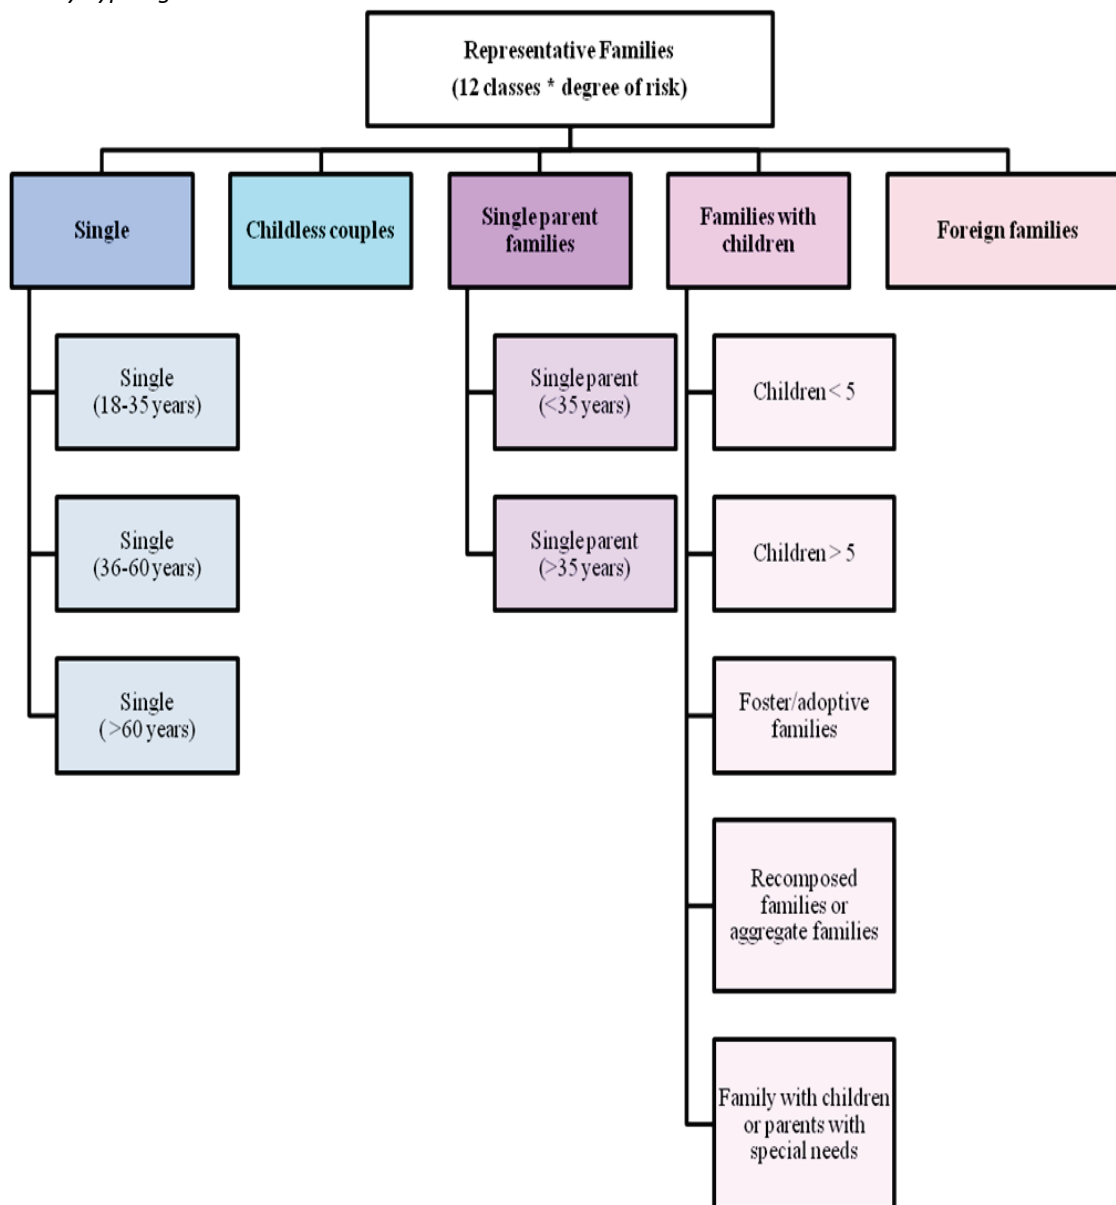 Representative Families
(12 classes * degree of risk)
Single
Childless couples
Single parent
families
Families with
children
Foreign families
Single
(18-35 years)
Single
(36-60 years)
Single
( >60 years)
Single parent
(<35 years)
Single parent
(>35 years)
Children < 5
Children > 5
Foster/adoptive
families
Recomposed
families or
aggregate families
Family with children
or parents with
special needs